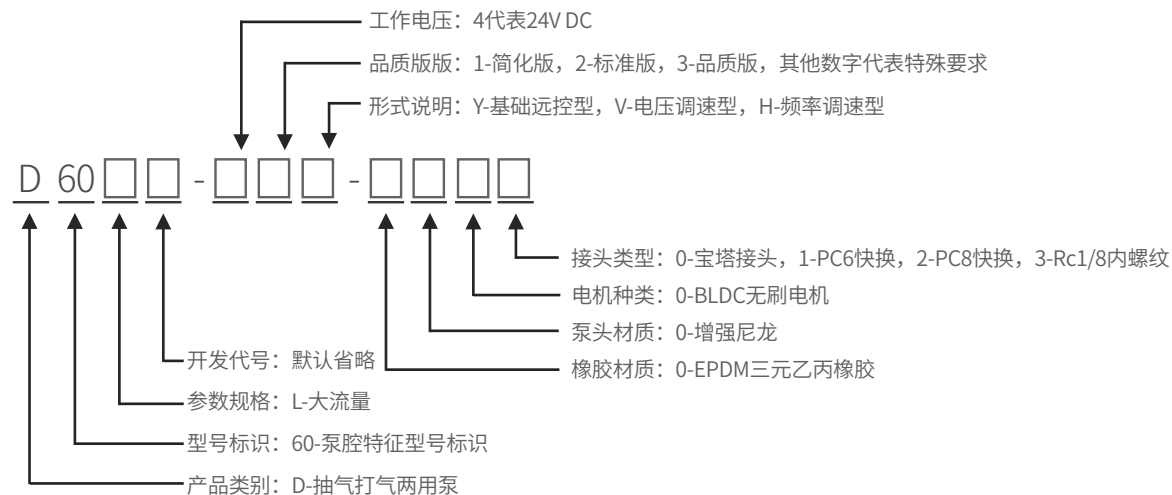 工作电压：4代表24V DC
品质版版：1-简化版，2-标准版，3-品质版，其他数字代表特殊要求
形式说明：Y-基础远控型，V-电压调速型，H-频率调速型
D 60□□-□□□-□□□□
接头类型：0-宝塔接头，1-PC6快换，2-PC8快换，3-Rc1/8内螺纹
电机种类：0-BLDC无刷电机
泵头材质：0-增强尼龙
橡胶材质：0-EPDM三元乙丙橡胶
开发代号：默认省略
参数规格：L-大流量
型号标识：60-泵腔特征型号标识
产品类别：D-抽气打气两用泵